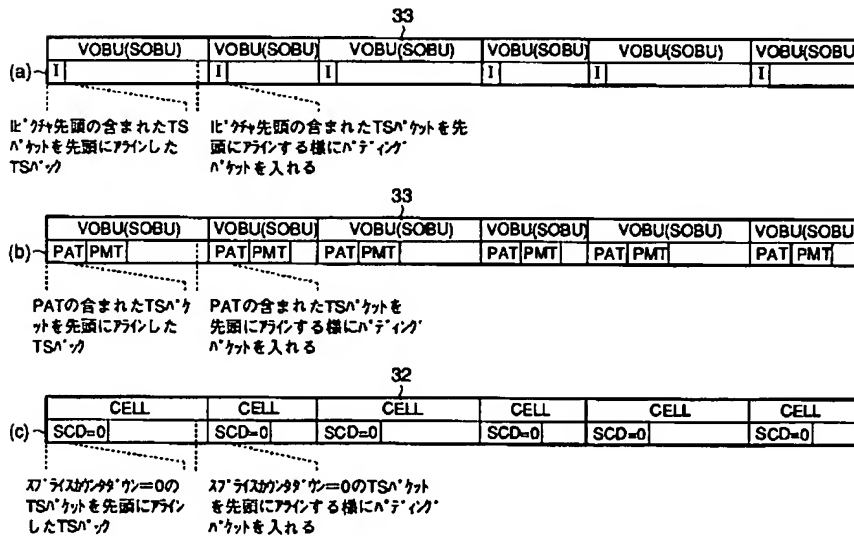 33
VOBU(SOBU) VOBU(SOBU) VOBU(SOBU) VOBU(SOBU) VOBU(SOBU) VOBU(SOBU
(a) I I I I I I
Iﾋﾟｸﾁｬ先頭の含まれたTS
ﾊﾟｹｯﾄを先頭にｱﾗｲﾝした
TSﾊﾟｯｸ
Iﾋﾟｸﾁｬ先頭の含まれたTSﾊﾟｹｯﾄを先
頭にｱﾗｲﾝする様にﾊﾟﾃﾞｨﾝｸﾞ
ﾊﾟｹｯﾄを入れる
33
VOBU(SOBU) VOBU(SOBU) VOBU(SOBU) VOBU(SOBU) VOBU(SOBU) VOBU(SOBU
(b) PAT PMT PAT PMT PAT PMT PAT PMT PAT PMT PAT PMT
PATの含まれたTSﾊﾟｹ
ｯﾄを先頭にｱﾗｲﾝした
TSﾊﾟｯｸ
PATの含まれたTSﾊﾟｹｯﾄを
先頭にｱﾗｲﾝする様にﾊﾟﾃﾞｨﾝｸﾞ
ﾊﾟｹｯﾄを入れる
32
CELL CELL CELL CELL CELL CELL
(c) SCD=0 SCD=0 SCD=0 SCD=0 SCD=0 SCD=0
ｽﾌﾟﾗｲｽｶｳﾝﾀﾀﾞｳﾝ=0の
TSﾊﾟｹｯﾄを先頭にｱﾗｲﾝ
したTSﾊﾟｯｸ
ｽﾌﾟﾗｲｽｶｳﾝﾀﾀﾞｳﾝ=0のTSﾊﾟｹｯﾄ
を先頭にｱﾗｲﾝする様にﾊﾟﾃﾞｨﾝｸﾞ
ﾊﾟｹｯﾄを入れる